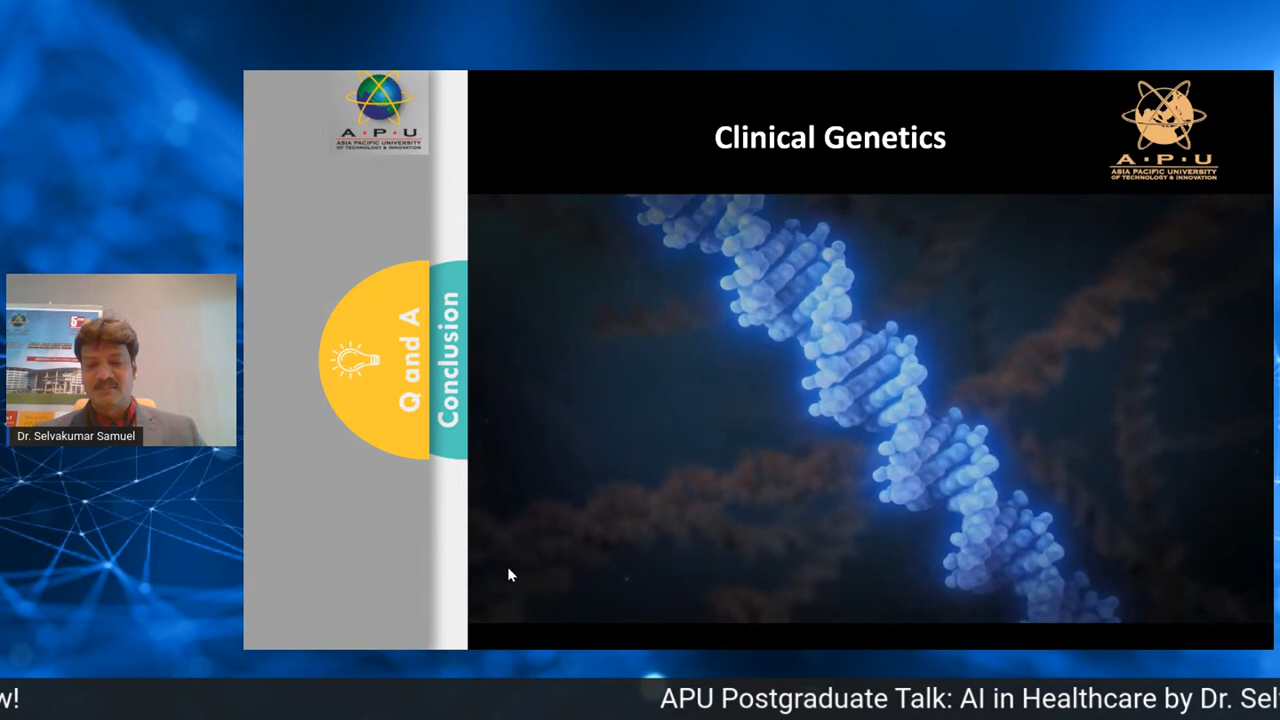 A • P • U
ASIA PACIFIC UNIVERSITY
OF TECHNOLOGY & INNOVATION
Clinical Genetics
A • P • U
ASIA PACIFIC UNIVERSITY
OF TECHNOLOGY & INNOVATION
Q and A
Conclusion
Dr. Selvakumar Samuel
w!
APU Postgraduate Talk: AI in Healthcare by Dr. Sel